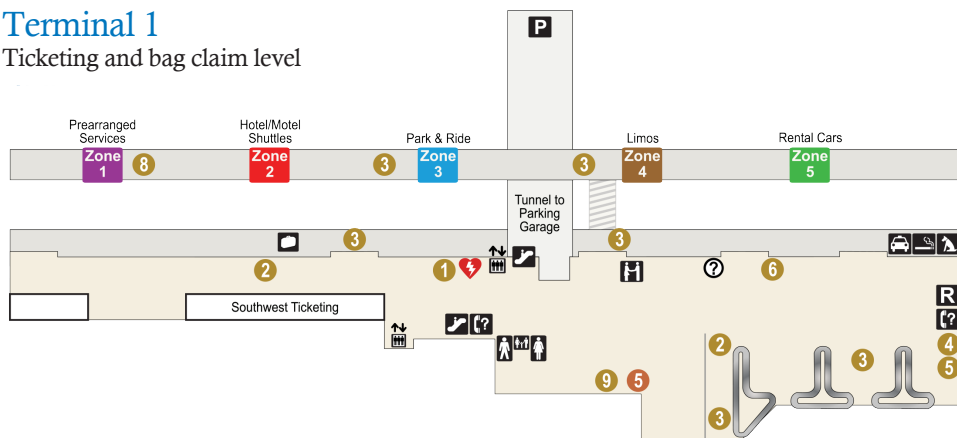 Terminal 1
Ticketing and bag claim level
P
Prearranged
Services
Hotel/Motel
Shuttles
Park & Ride
Limos
Rental Cars
Zone
1
8
Zone
2
3
Zone
3
3
Zone
4
Zone
5
Tunnel to
Parking
Garage
3
3
2
1
?
6
Southwest Ticketing
R
?
?
2
3
4
5
9
5
3